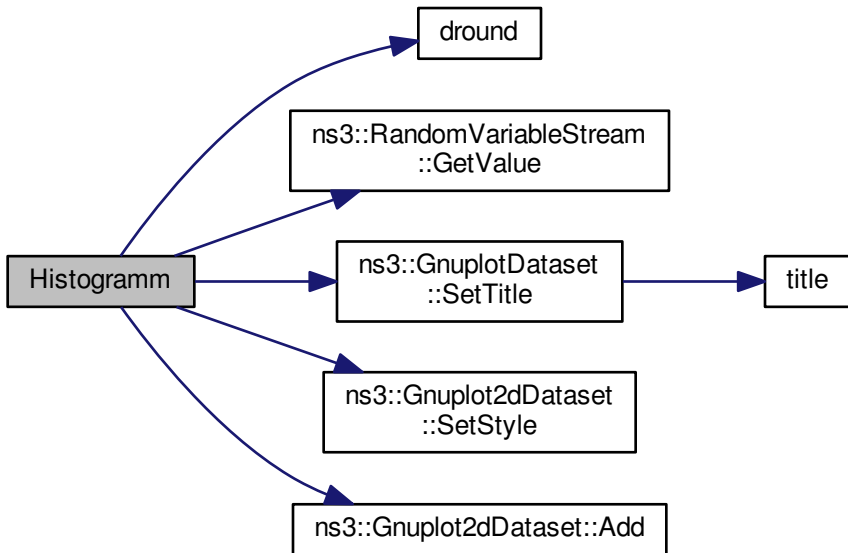 dround
ns3::RandomVariableStream
::GetValue
Histogramm
ns3::GnuplotDataset
::SetTitle
title
ns3::Gnuplot2dDataset
::SetStyle
ns3::Gnuplot2dDataset::Add